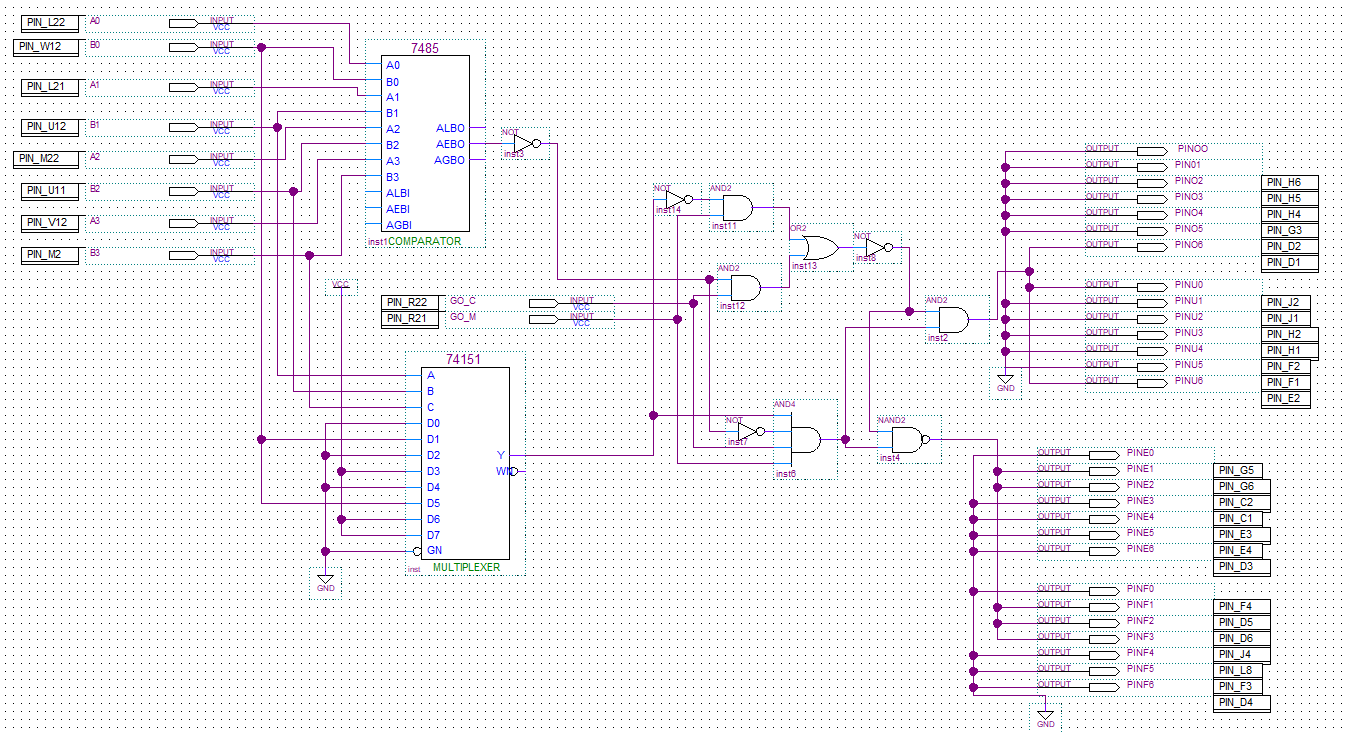 PIN_L22 A0 INPUT VCC
PIN_W12 B0 INPUT VCC
PIN_L21 A1 INPUT VCC
PIN_U12 B1 INPUT VCC
PIN_M22 A2 INPUT VCC
PIN_U11 B2 INPUT VCC
PIN_V12 A3 INPUT VCC
PIN_M2 B3 INPUT VCC
7485
A0
B0
A1
B1
A2 ALBO
B2 AEBO
A3 AGBO
B3
ALBI
AEBI
AGBI
inst1 COMPARATOR
NOT
inst3
VCC
PIN_R22 GO_C INPUT VCC
PIN_R21 GO_M INPUT VCC
NOT
inst14
AND2
inst11
OR2
inst13
NOT
inst8
AND2
inst12
AND2
inst2
74151
A
B
C
D0
D1
D2 Y
D3 WN
D4
D5
D6
D7
GN
inst MULTIPLEXER
GND
NOT
inst7
AND4
inst6
NAND2
inst4
OUTPUT PINOO
OUTPUT PINO1
OUTPUT PINO2 PIN_H6
OUTPUT PINO3 PIN_H5
OUTPUT PINO4 PIN_H4
OUTPUT PINO5 PIN_G3
OUTPUT PINO6 PIN_D2
PIN_D1
OUTPUT PINU0
OUTPUT PINU1 PIN_J2
OUTPUT PINU2 PIN_J1
OUTPUT PINU3 PIN_H2
OUTPUT PINU4 PIN_H1
OUTPUT PINU5 PIN_F2
OUTPUT PINU6 PIN_F1
PIN_E2
GND
OUTPUT PINE0
OUTPUT PINE1 PIN_G5
OUTPUT PINE2 PIN_G6
OUTPUT PINE3 PIN_C2
OUTPUT PINE4 PIN_C1
OUTPUT PINE5 PIN_E3
OUTPUT PINE6 PIN_E4
PIN_D3
OUTPUT PINF0
OUTPUT PINF1 PIN_F4
OUTPUT PINF2 PIN_D5
OUTPUT PINF3 PIN_D6
OUTPUT PINF4 PIN_J4
OUTPUT PINF5 PIN_L8
OUTPUT PINF6 PIN_F3
PIN_D4
GND